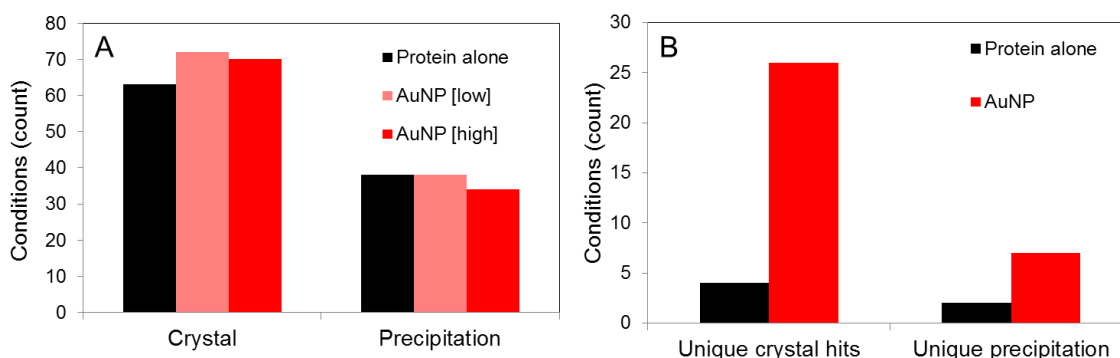 A
Conditions (count)
80
70
60
50
40
30
20
10
0
Protein alone
AuNP [low]
AuNP [high]
Crystal
Precipitation
B
Conditions (count)
30
25
20
15
10
5
0
Protein alone
AuNP
Unique crystal hits
Unique precipitation